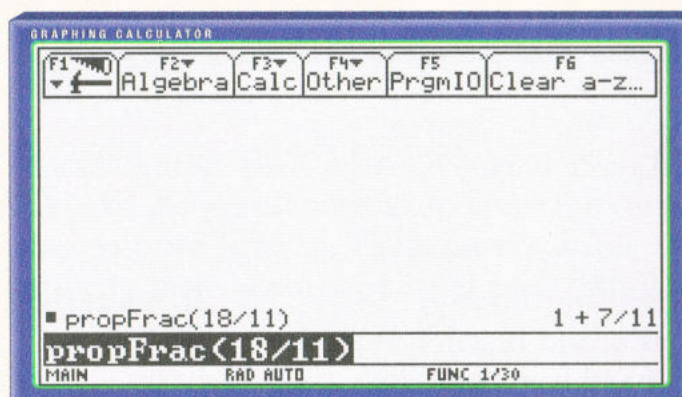 GRAPHING CALCULATOR
F1 F2 F3 F4 F5 F6
Algebra Calc Other PrgmIO Clear a-z…
propFrac(18/11) 1 + 7/11
propFrac(18/11)
MAIN RAD AUTO FUNC 1/30